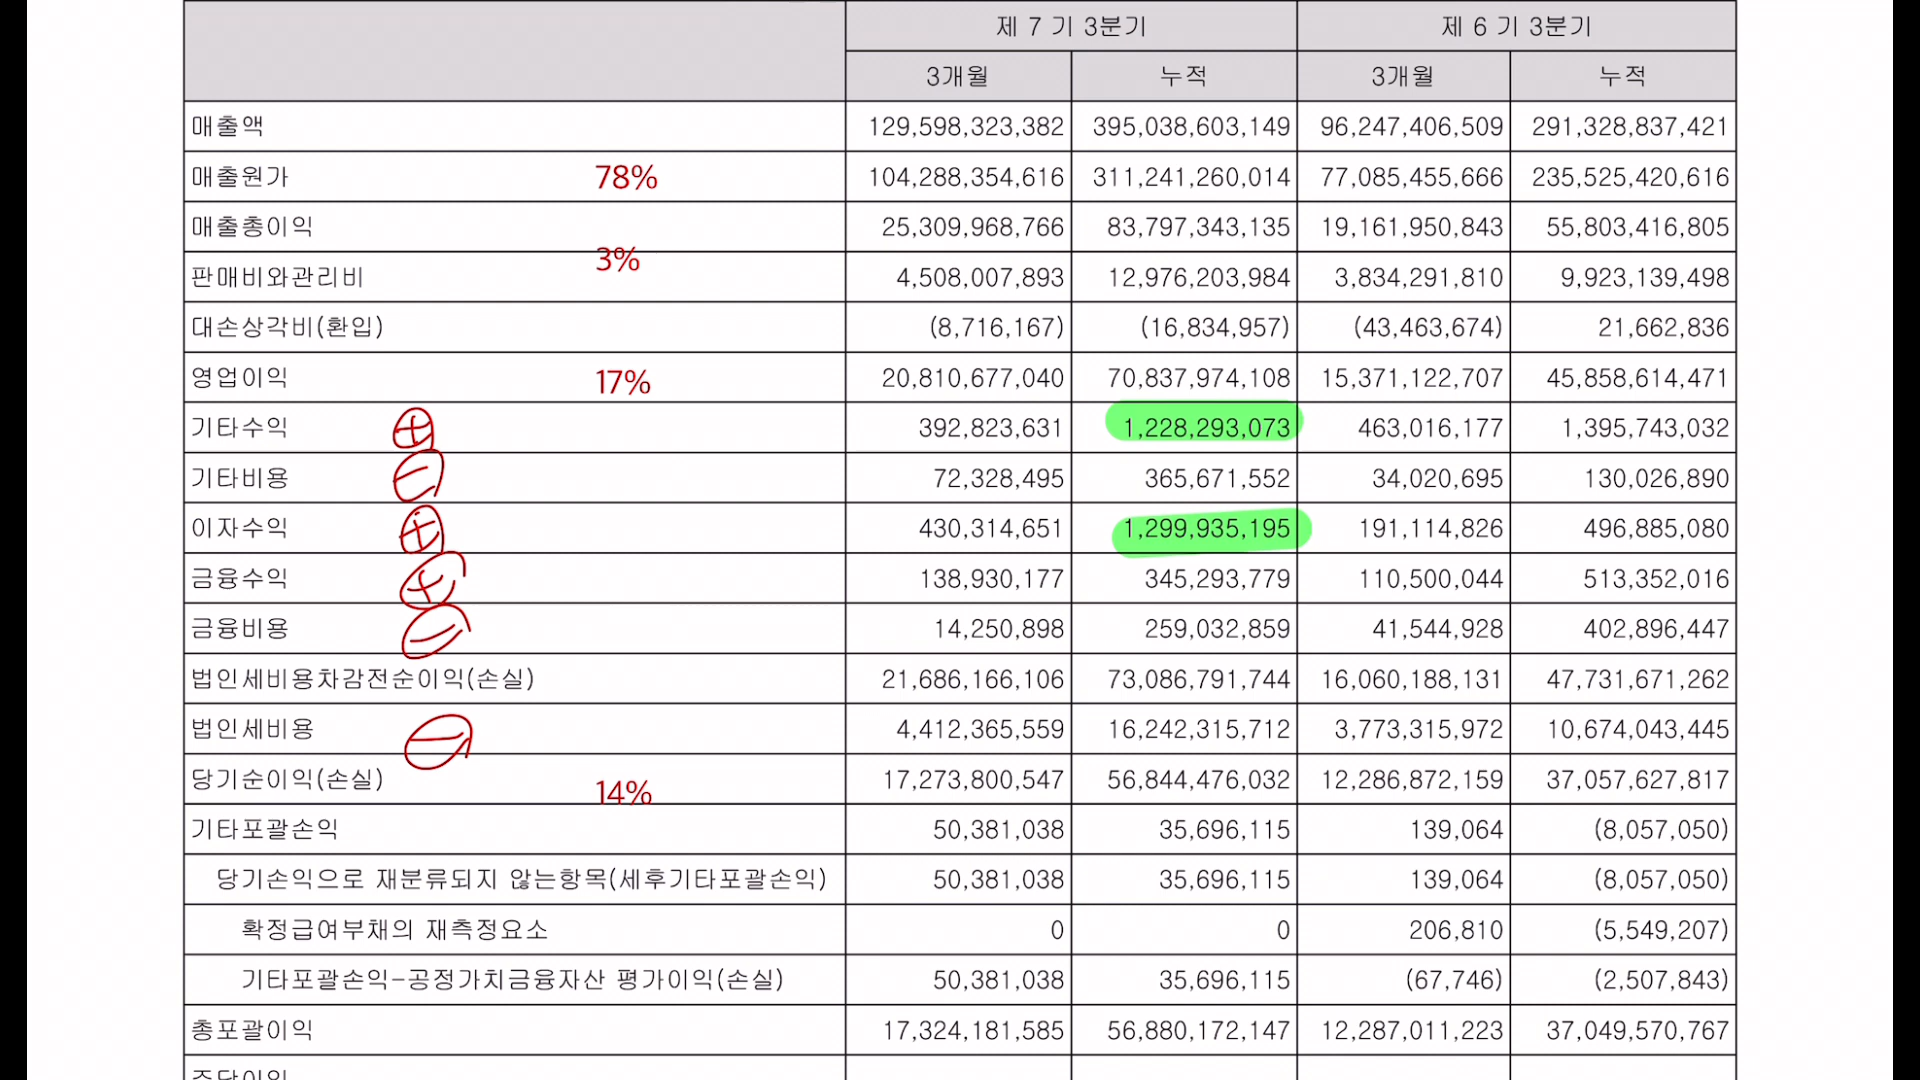 제 7 기 3분기 제 6 기 3분기
3개월 누적 3개월 누적
매출액 129,598,323,382 395,038,603,149 96,247,406,509 291,328,837,421
매출원가 78% 104,288,354,616 311,241,260,014 77,085,455,666 235,525,420,616
매출총이익 25,309,968,766 83,797,343,135 19,161,950,843 55,803,416,805
3%
판매비와관리비 4,508,007,893 12,976,203,984 3,834,291,810 9,923,139,498
대손상각비(환입) (8,716,167) (16,834,957) (43,463,674) 21,662,836
영업이익 17% 20,810,677,040 70,837,974,108 15,371,122,707 45,858,614,471
기타수익 + 392,823,631 1,228,293,073 463,016,177 1,395,743,032
기타비용 - 72,328,495 365,671,552 34,020,695 130,026,890
이자수익 + 430,314,651 1,299,935,195 191,114,826 496,885,080
금융수익 + 138,930,177 345,293,779 110,500,044 513,352,016
금융비용 - 14,250,898 259,032,859 41,544,928 402,896,447
법인세비용차감전순이익(손실) 21,686,166,106 73,086,791,744 16,060,188,131 47,731,671,262
법인세비용 - 4,412,365,559 16,242,315,712 3,773,315,972 10,674,043,445
당기순이익(손실) 14% 17,273,800,547 56,844,476,032 12,286,872,159 37,057,627,817
기타포괄손익 50,381,038 35,696,115 139,064 (8,057,050)
당기손익으로 재분류되지 않는항목(세후기타포괄손익) 50,381,038 35,696,115 139,064 (8,057,050)
확정급여부채의 재측정요소 0 0 206,810 (5,549,207)
기타포괄손익-공정가치금융자산 평가이익(손실) 50,381,038 35,696,115 (67,746) (2,507,843)
총포괄이익 17,324,181,585 56,880,172,147 12,287,011,223 37,049,570,767